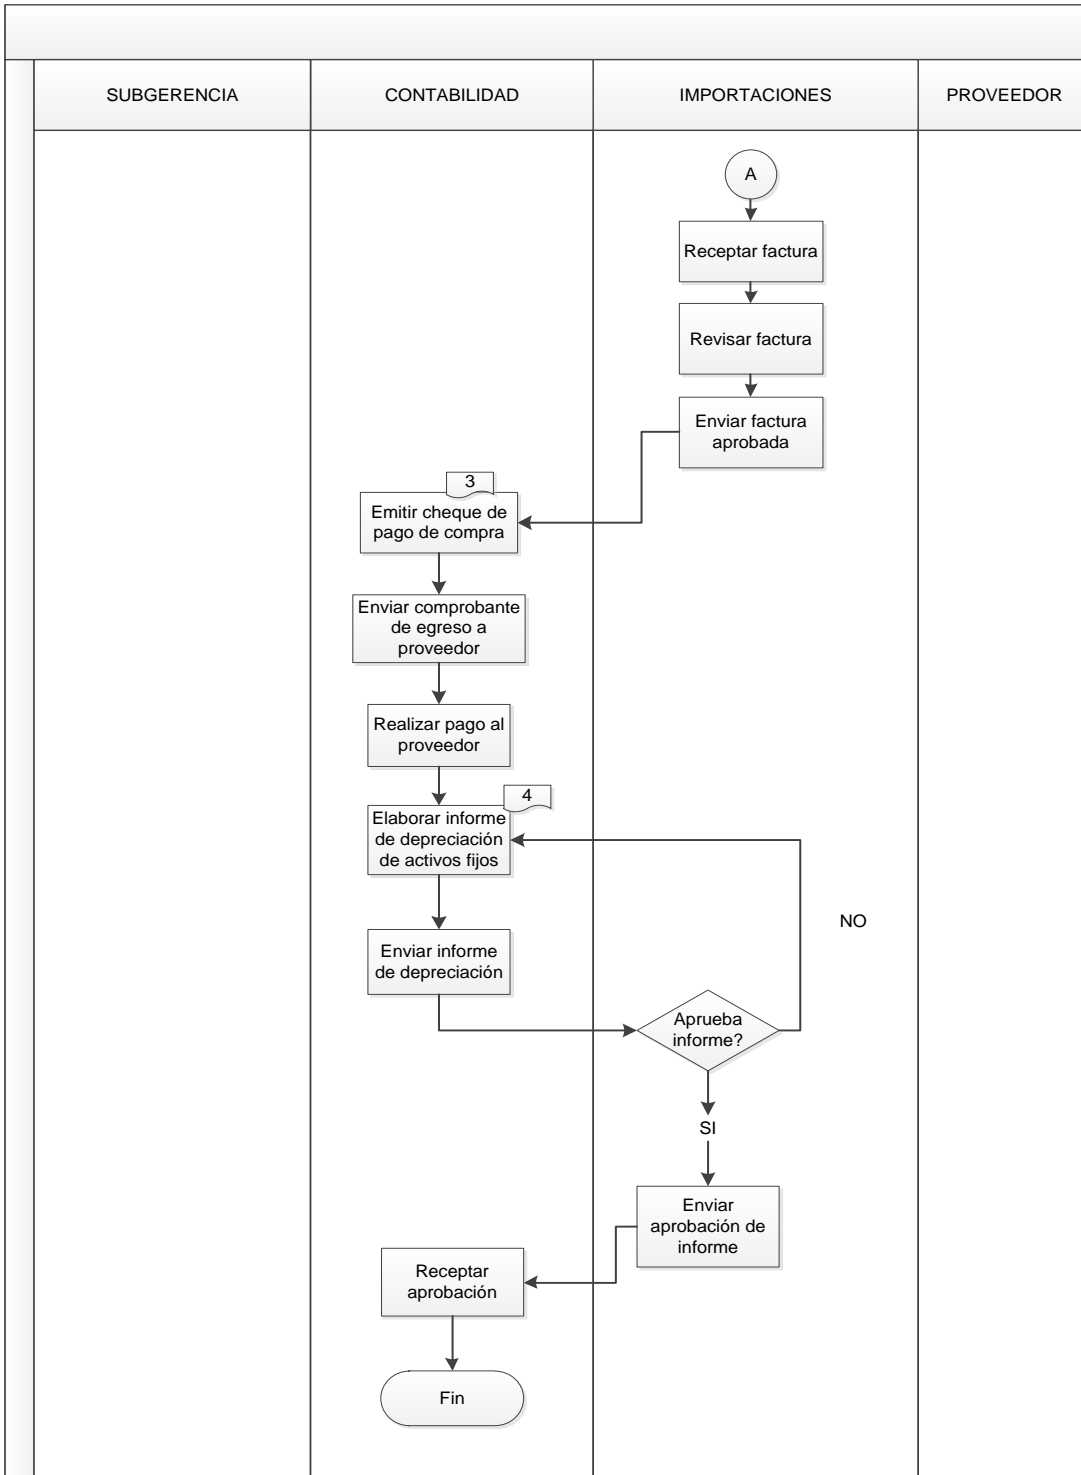 SUBGERENCIA
CONTABILIDAD
IMPORTACIONES
PROVEEDOR
A
Receptar factura
Revisar factura
Enviar factura
aprobada
3
Emitir cheque de
pago de compra
Enviar comprobante
de egreso a
proveedor
Realizar pago al
proveedor
4
Elaborar informe
de depreciación
de activos fijos
NO
Enviar informe
de depreciación
Aprueba
informe?
SI
Enviar
aprobación de
informe
Receptar
aprobación
Fin